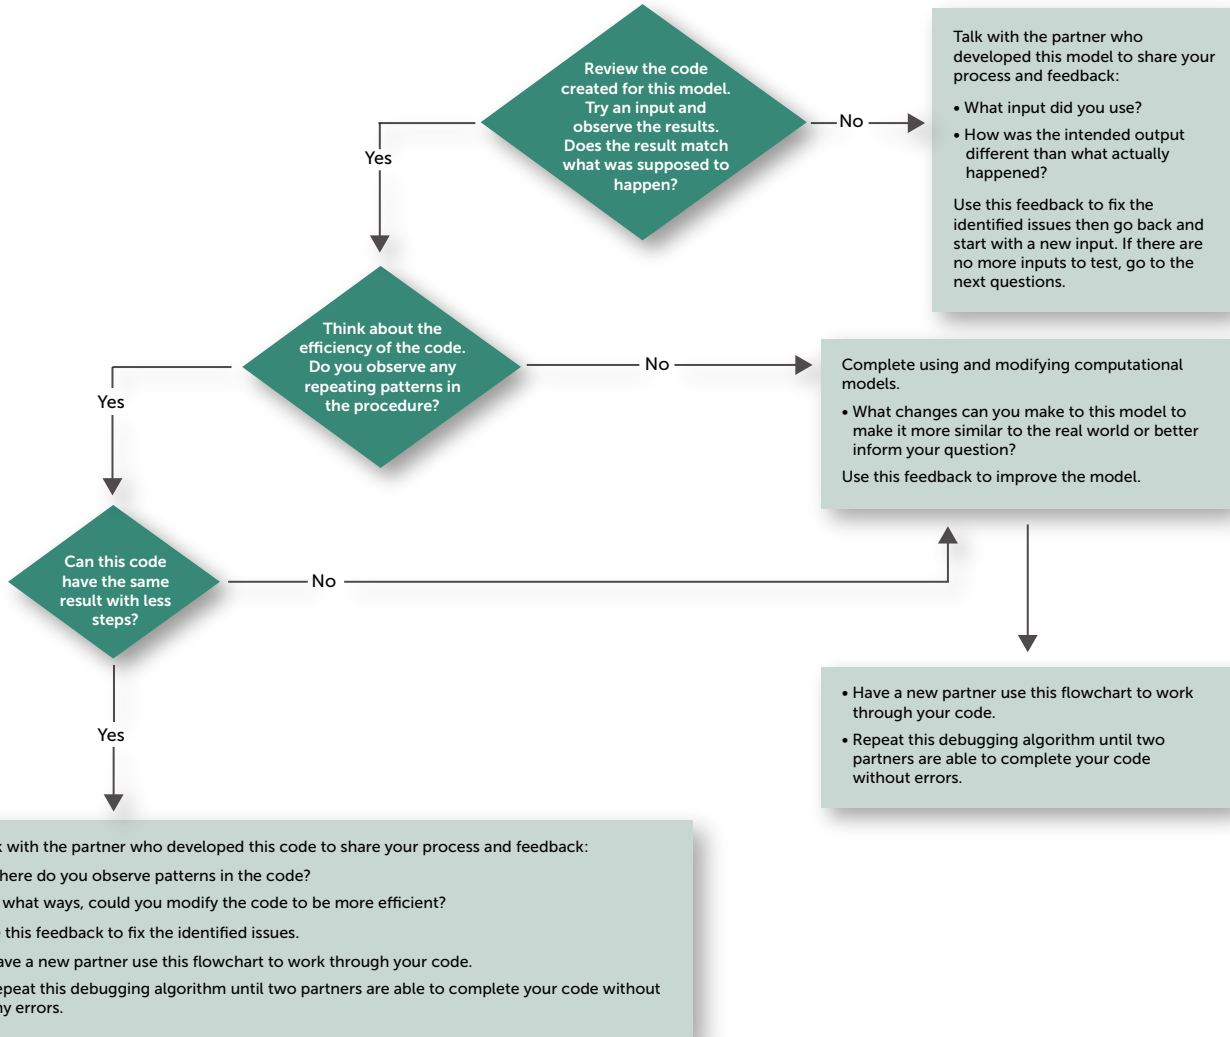 Review the code
created for this model.
Try an input and
observe the results.
Does the result match
what was supposed to
happen?
No
Talk with the partner who
developed this model to share your
process and feedback:
• What input did you use?
• How was the intended output
different than what actually
happened?
Use this feedback to fix the
identified issues then go back and
start with a new input. If there are
no more inputs to test, go to the
next questions.
Yes
Think about the
efficiency of the code.
Do you observe any
repeating patterns in
the procedure?
No
Complete using and modifying computational
models.
• What changes can you make to this model to
make it more similar to the real world or better
inform your question?
Use this feedback to improve the model.
Yes
Can this code
have the same
result with less
steps?
No
• Have a new partner use this flowchart to work
through your code.
• Repeat this debugging algorithm until two
partners are able to complete your code
without errors.
Yes
with the partner who developed this code to share your process and feedback:
do you observe patterns in the code?
what ways, could you modify the code to be more efficient?
this feedback to fix the identified issues.
a new partner use this flowchart to work through your code.
this debugging algorithm until two partners are able to complete your code without
errors.